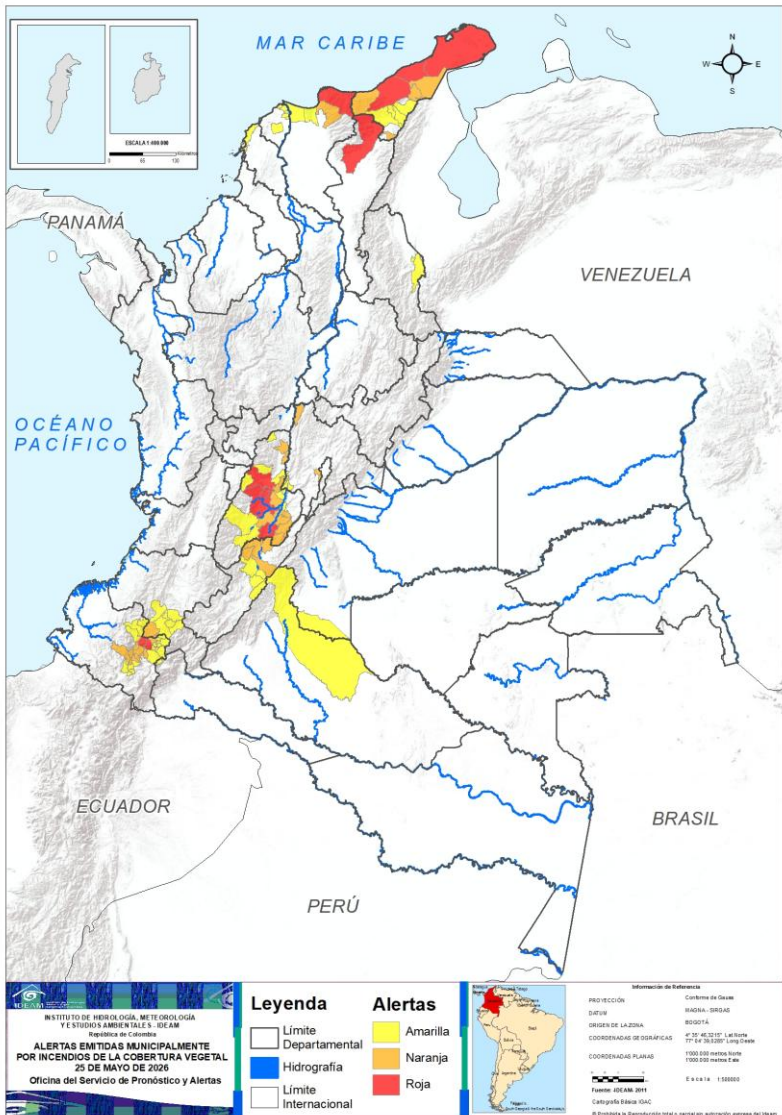 MAR CARIBE
N
W
E
S
ESCALA 1:400 000
PANAMÁ
VENEZUELA
OCÉANO
PACÍFICO
ECUADOR
BRASIL
PERÚ
IDEAM
INSTITUTO DE HIDROLOGÍA, METEOROLOGÍA
Y ESTUDIOS AMBIENTALES - IDEAM
República de Colombia
ALERTAS EMITIDAS MUNICIPALMENTE
POR INCENDIOS DE LA COBERTURA VEGETAL
25 DE MAYO DE 2026
Oficina del Servicio de Pronóstico y Alertas
Leyenda
Límite
Departamental
Hidrografía
Límite
Internacional
Alertas
Amarilla
Naranja
Roja
Información de Referencia
PROYECCIÓN
Conforme de Gauss
DATUM
MAGNA - SIRGAS
ORIGEN DE LA ZONA
BOGOTÁ
COORDENADAS GEOGRÁFICAS
COORDENADAS PLANAS
1'000.000 metros Norte
1'000.000 metros Este
Fuente: IDEAM 2011
Cartografía Básica IGAC